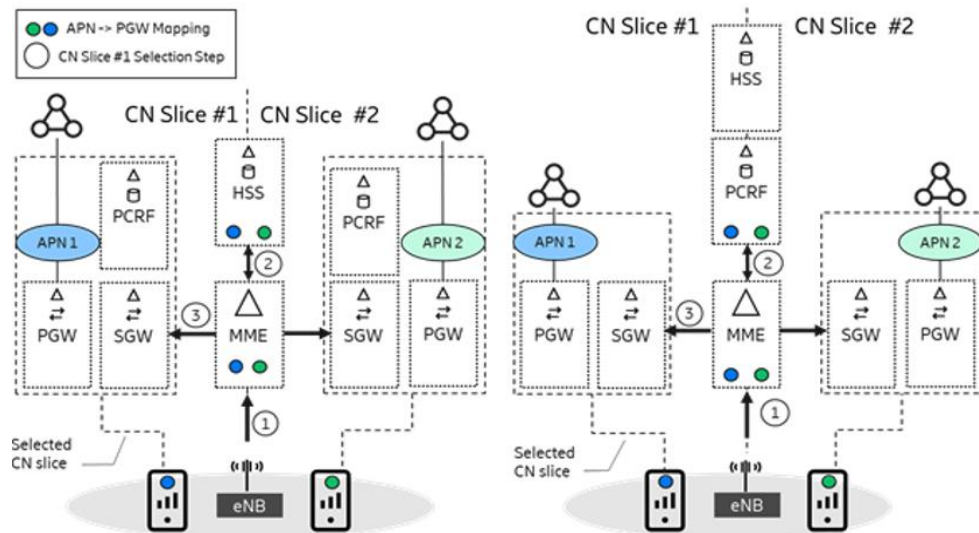 APN -> PGW Mapping
CN Slice #1 Selection Step
CN Slice #1
CN Slice #2
HSS
PCRF
PCRF
APN 1
APN 2
2
PGW
SGW
3
MME
SGW
PGW
1
Selected
CN slice
eNB
CN Slice #1
CN Slice #2
HSS
PCRF
APN 1
APN 2
2
PGW
SGW
3
MME
SGW
PGW
1
Selected
CN slice
eNB